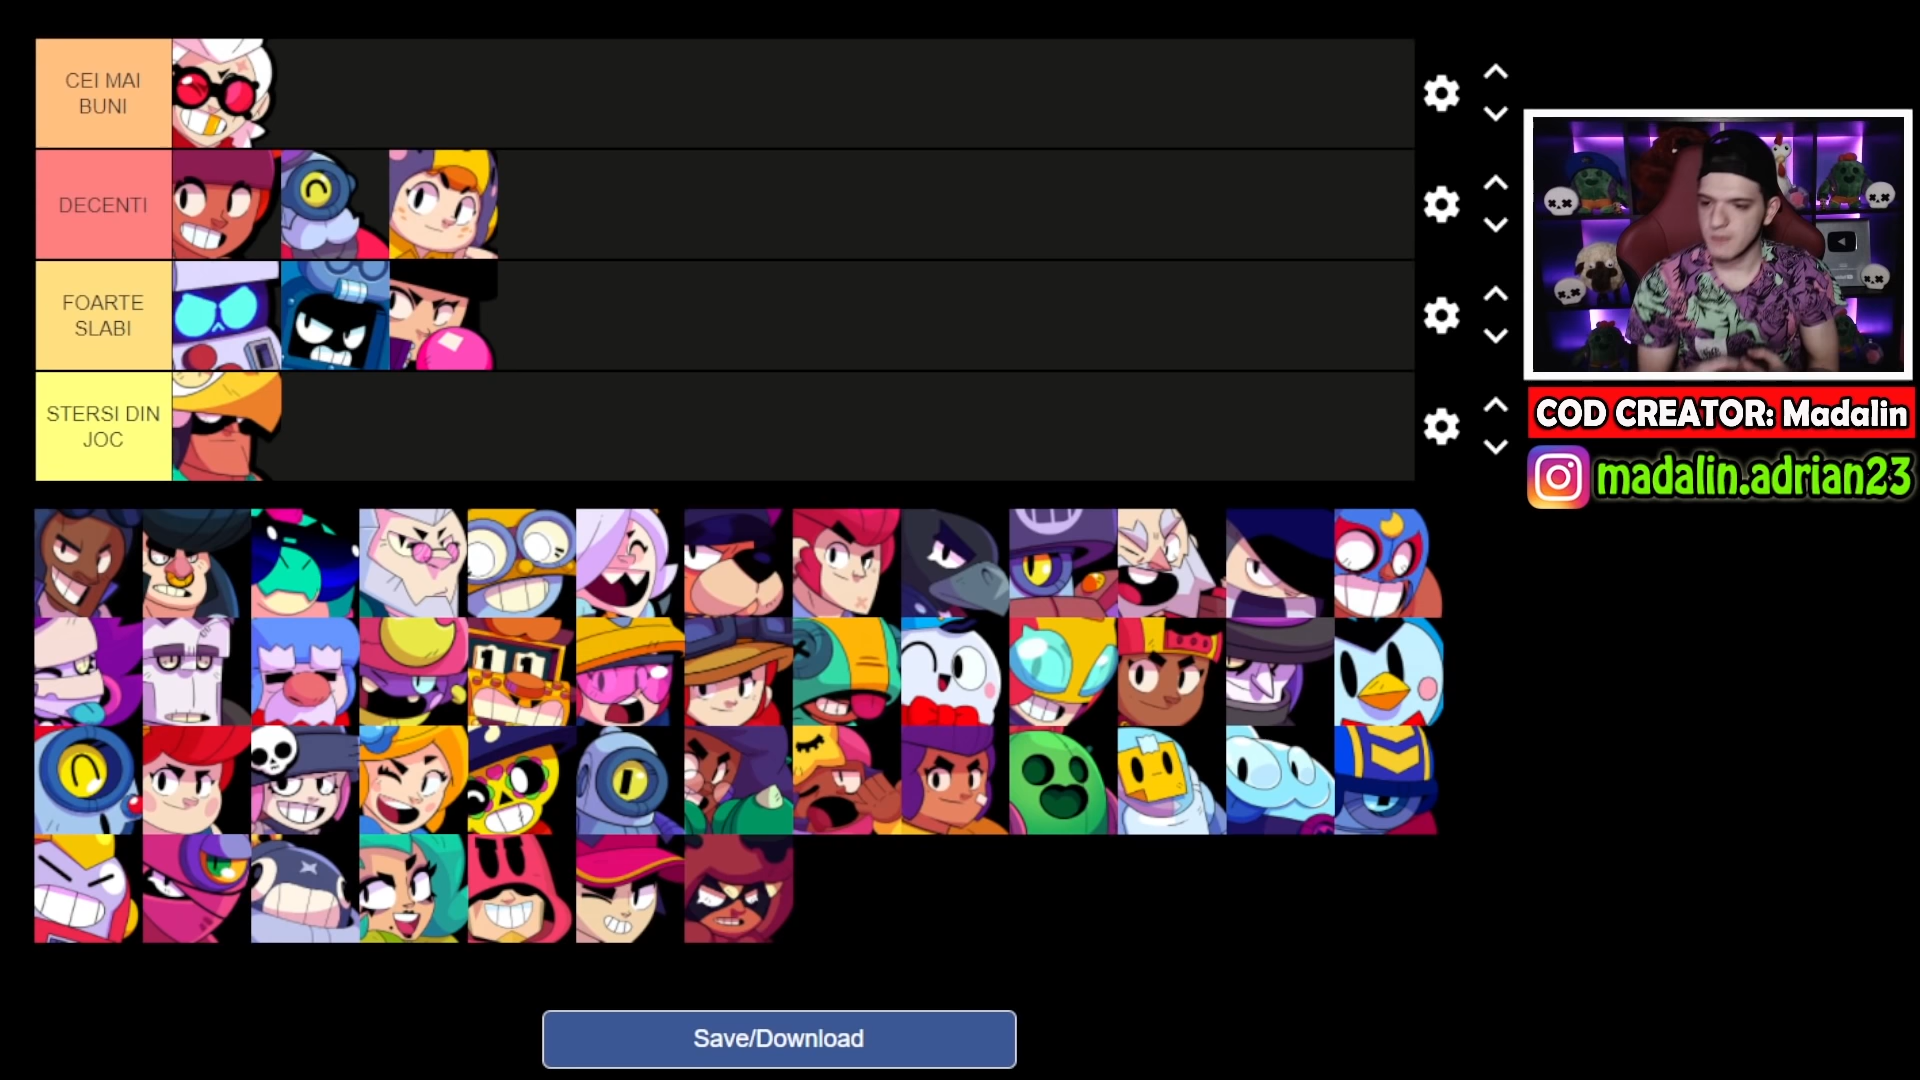 CEI MAI
BUNI
DECENTI
FOARTE
SLABI
STERSI DIN
JOC
COD CREATOR: Madalin
madalin.adrian23
Save/Download